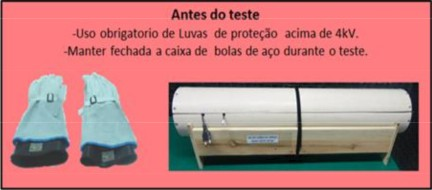 Antes do teste
-Uso obrigatorio de Luvas de proteção acima de 4kV.
-Manter fechada a caixa de bolas de aço durante o teste.